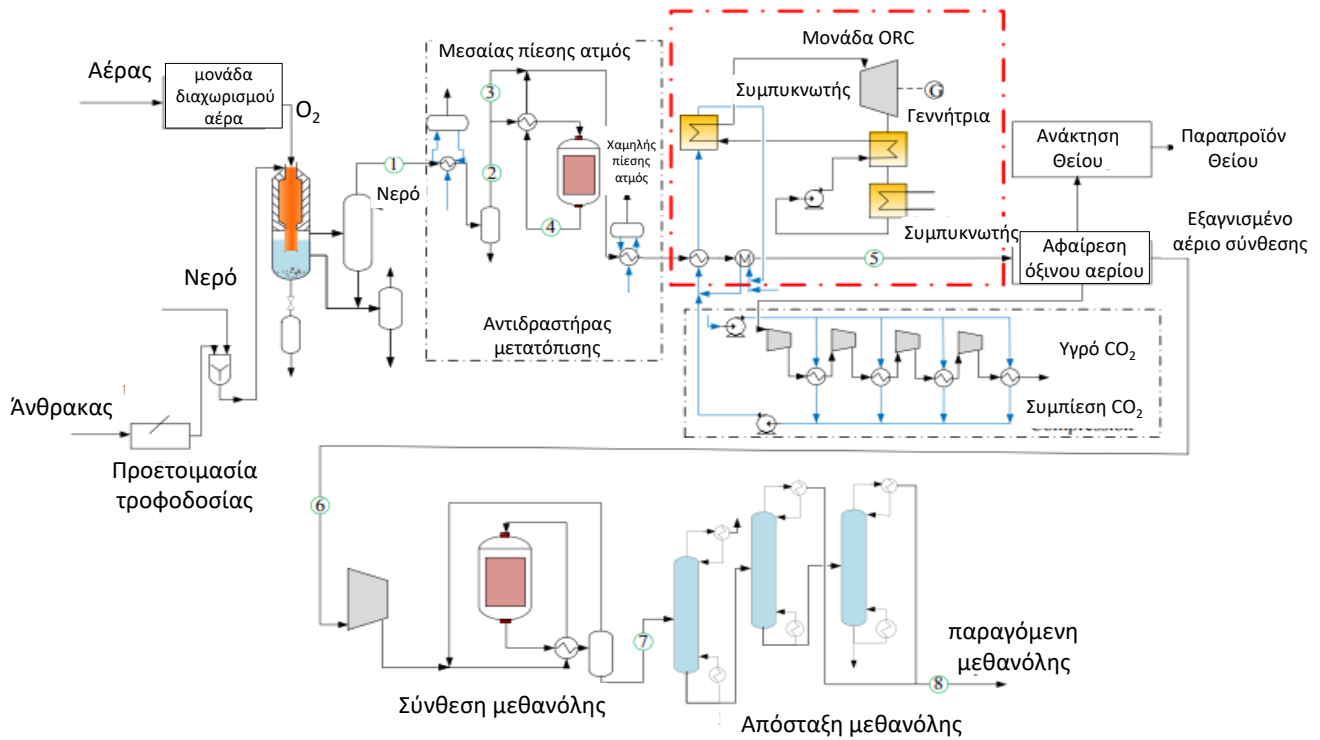 Αέρας
μονάδα
διαχωρισμού
αέρα
O2
Μεσαίας πίεσης ατμός
Μονάδα ORC
Συμπυκνωτής
G
Γεννήτρια
Χαμηλής
πίεσης
ατμός
Ανάκτηση
Θείου
Παραπροϊόν
Θείου
1
2
3
4
Νερό
Συμπυκνωτής
M
5
Αφαίρεση
όξινου αερίου
Εξαγνισμένο
αέριο σύνθεσης
Νερό
Αντιδραστήρας
μετατόπισης
Υγρό CO2
Συμπίεση CO2
Compression
Άνθρακας
Προετοιμασία
τροφοδοσίας
6
7
παραγόμενη
μεθανόλης
8
Σύνθεση μεθανόλης
Απόσταξη μεθανόλης